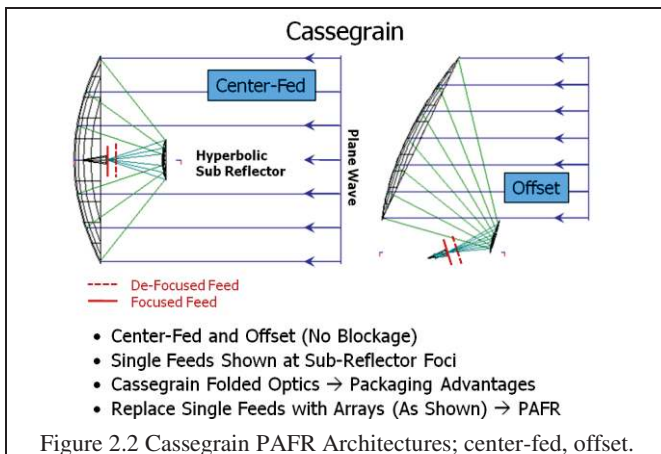 Cassegrain
Center-Fed
Hyperbolic
Sub Reflector
Plane Wave
Offset
De-Focused Feed
Focused Feed
• Center-Fed and Offset (No Blockage)
• Single Feeds Shown at Sub-Reflector Foci
• Cassegrain Folded Optics → Packaging Advantages
• Replace Single Feeds with Arrays (As Shown) → PAFR
Figure 2.2 Cassegrain PAFR Architectures; center-fed, offset.